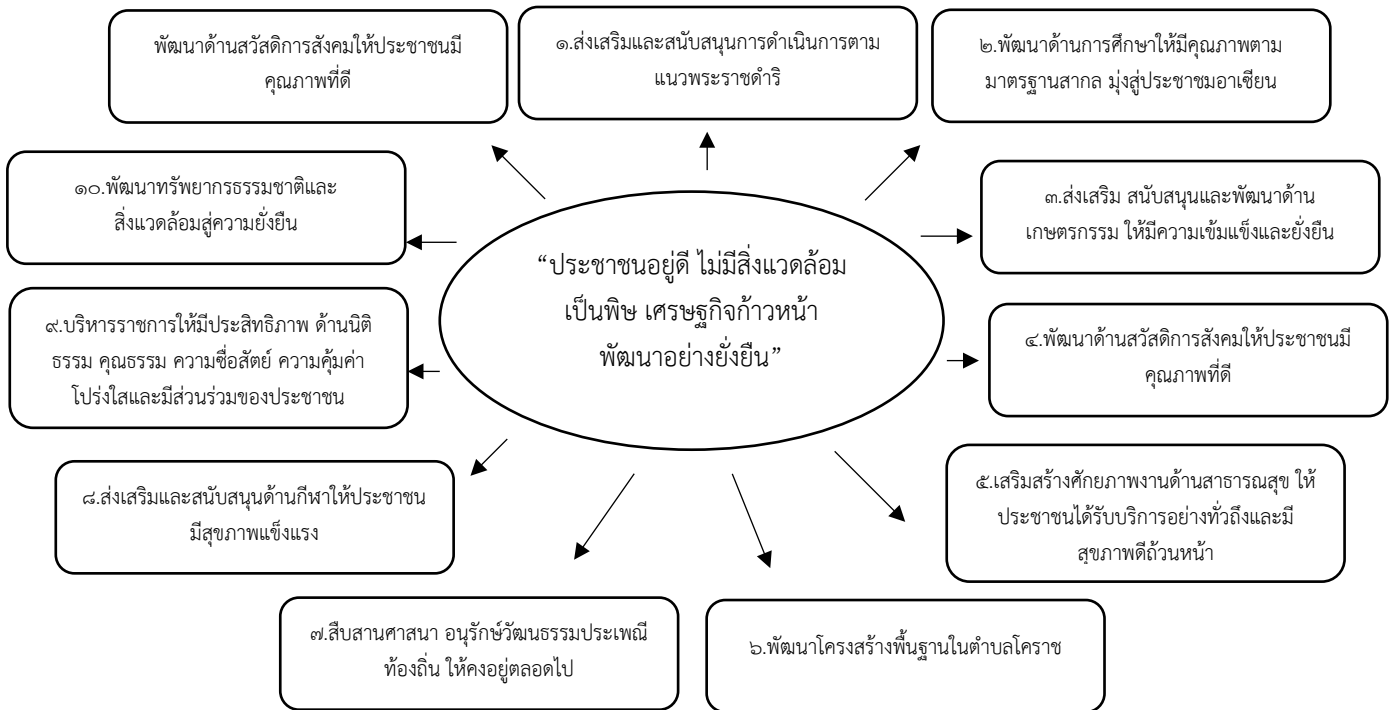 พัฒนาด้านสวัสดิการสังคมให้ประชาชนมี
คุณภาพที่ดี
๑.ส่งเสริมและสนับสนุนการดำเนินการตาม
แนวพระราชดำริ
๒.พัฒนาด้านการศึกษาให้มีคุณภาพตาม
มาตรฐานสากล มุ่งสู่ประชาชมอาเซียน
๑๐.พัฒนาทรัพยากรธรรมชาติและ
สิ่งแวดล้อมสู่ความยั่งยืน
๓.ส่งเสริม สนับสนุนและพัฒนาด้าน
เกษตรกรรม ให้มีความเข้มแข็งและยั่งยืน
“ประชาชนอยู่ดี ไม่มีสิ่งแวดล้อม
เป็นพิษ เศรษฐกิจก้าวหน้า
พัฒนาอย่างยั่งยืน”
๙.บริหารราชการให้มีประสิทธิภาพ ด้านนิติ
ธรรม คุณธรรม ความซื่อสัตย์ ความคุ้มค่า
โปร่งใสและมีส่วนร่วมของประชาชน
๔.พัฒนาด้านสวัสดิการสังคมให้ประชาชนมี
คุณภาพที่ดี
๘.ส่งเสริมและสนับสนุนด้านกีฬาให้ประชาชน
มีสุขภาพแข็งแรง
๕.เสริมสร้างศักยภาพงานด้านสาธารณสุข ให้
ประชาชนได้รับบริการอย่างทั่วถึงและมี
สุขภาพดีถ้วนหน้า
๗.สืบสานศาสนา อนุรักษ์วัฒนธรรมประเพณี
ท้องถิ่น ให้คงอยู่ตลอดไป
๖.พัฒนาโครงสร้างพื้นฐานในตำบลโคราช